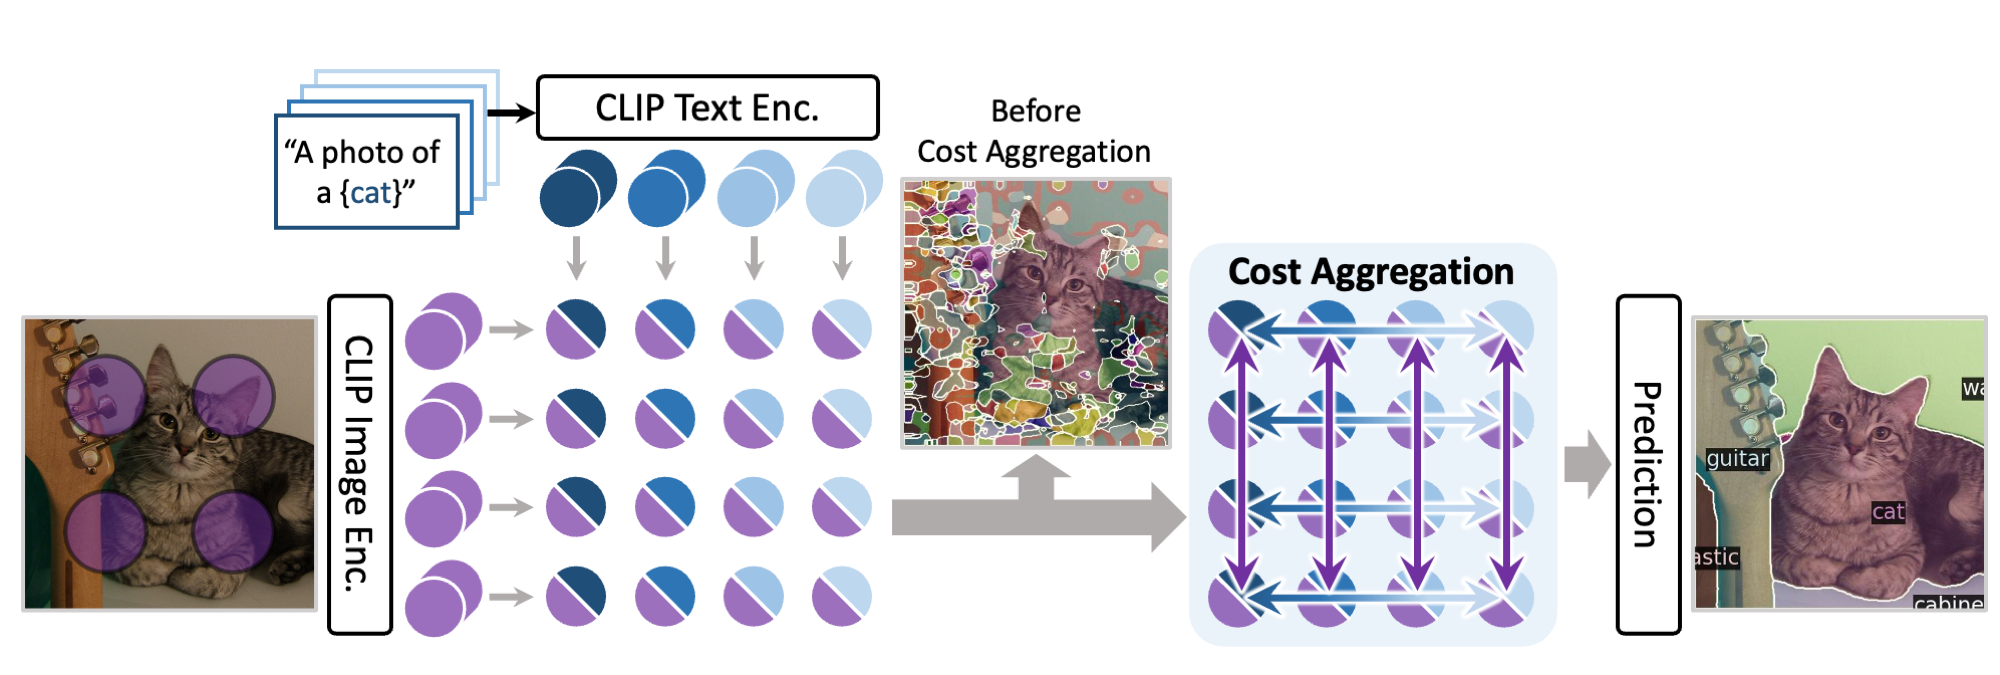 CLIP Text Enc.
“A photo of
a {cat}”
Before
Cost Aggregation
CLIP Image Enc.
Cost Aggregation
Prediction
wa
guitar
cat
astic
cabine